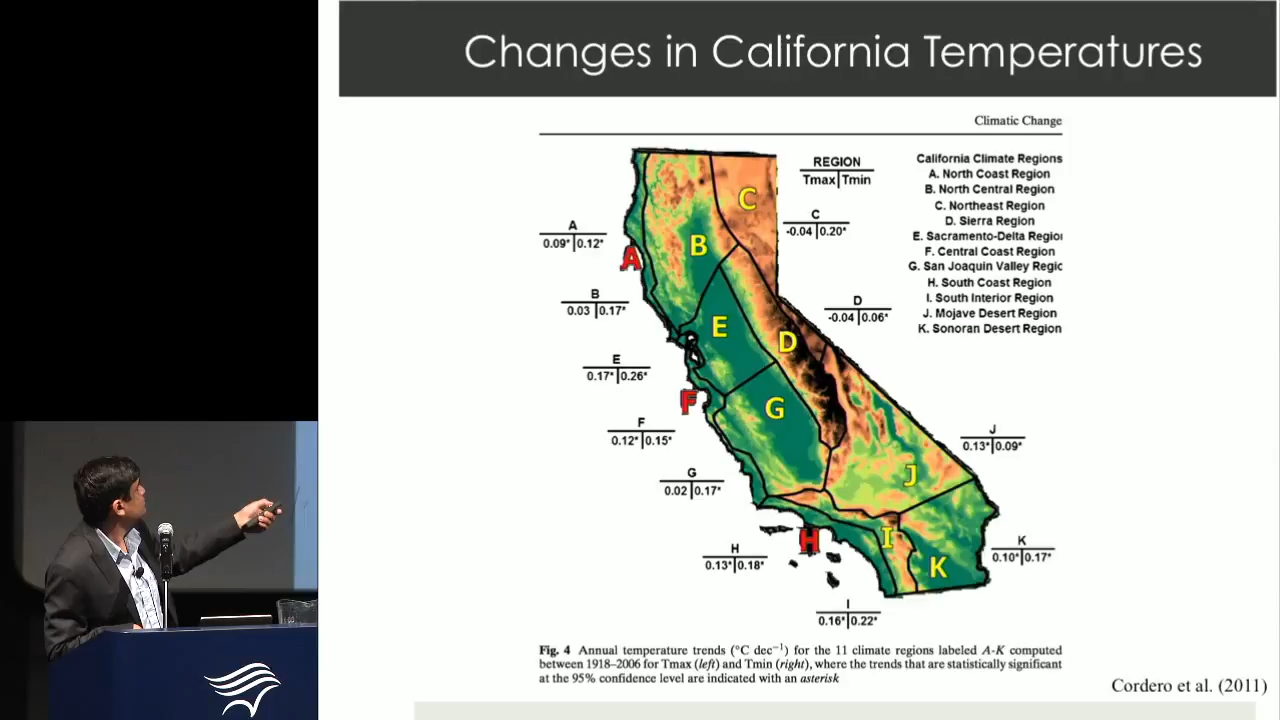 Changes in California Temperatures
Climatic Change
REGION
Tmax|Tmin
California Climate Regions
A. North Coast Region
B. North Central Region
C. Northeast Region
D. Sierra Region
E. Sacramento-Delta Regio
F. Central Coast Region
G. San Joaquin Valley Regic
H. South Coast Region
I. South Interior Region
J. Mojave Desert Region
K. Sonoran Desert Region
C
-0.04|0.20*
A
0.09*|0.12*
B
0.03|0.17*
D
-0.04|0.06*
E
0.17*|0.26*
F
0.12*|0.15*
J
0.13*|0.09*
G
0.02|0.17*
H
0.13*|0.18*
K
0.10*|0.17*
I
0.16*|0.22*
C
B
A
E
D
F
G
J
H
I
K
Fig. 4 Annual temperature trends (°C dec⁻¹) for the 11 climate regions labeled A-K computed
between 1918–2006 for Tmax (left) and Tmin (right), where the trends that are statistically significant
at the 95% confidence level are indicated with an asterisk
Cordero et al. (2011)